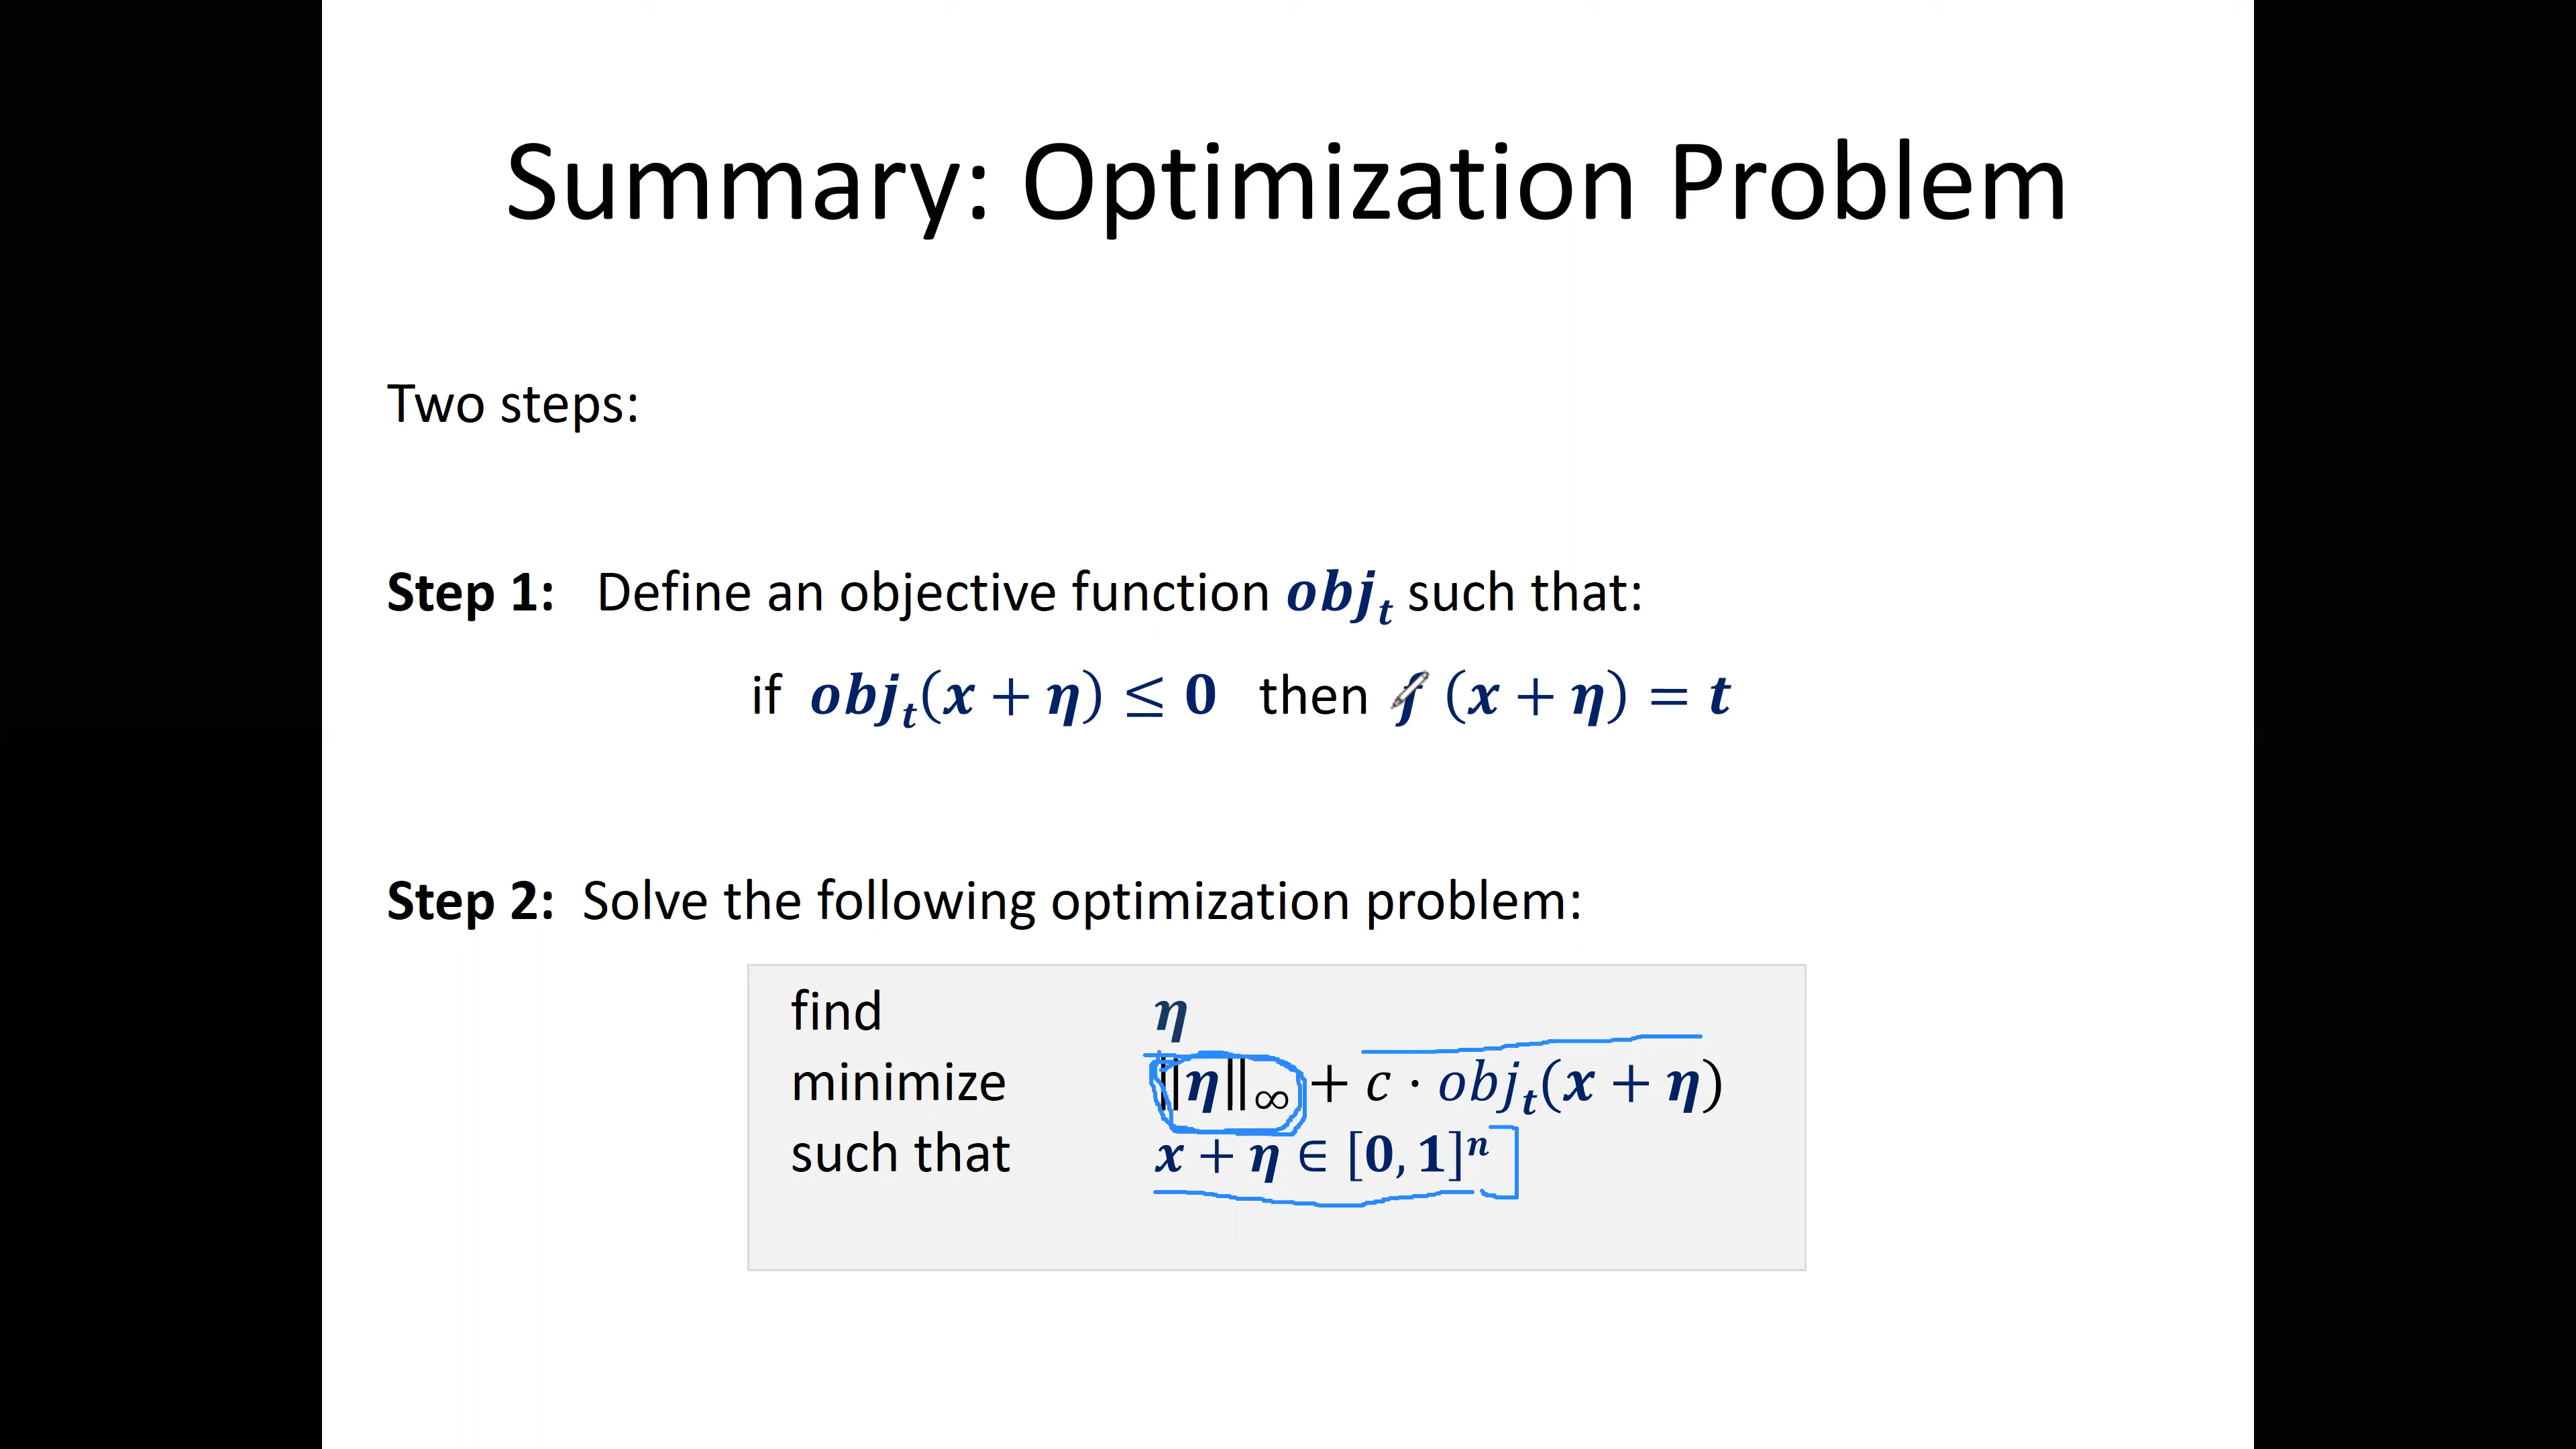 Summary: Optimization Problem
Two steps:
Step 1: Define an objective function obj_t such that:
if obj_t(x + η) ≤ 0 then f (x + η) = t
Step 2: Solve the following optimization problem:
find η
minimize ‖η‖_∞ + c · obj_t(x + η)
such that x + η ∈ [0, 1]^n